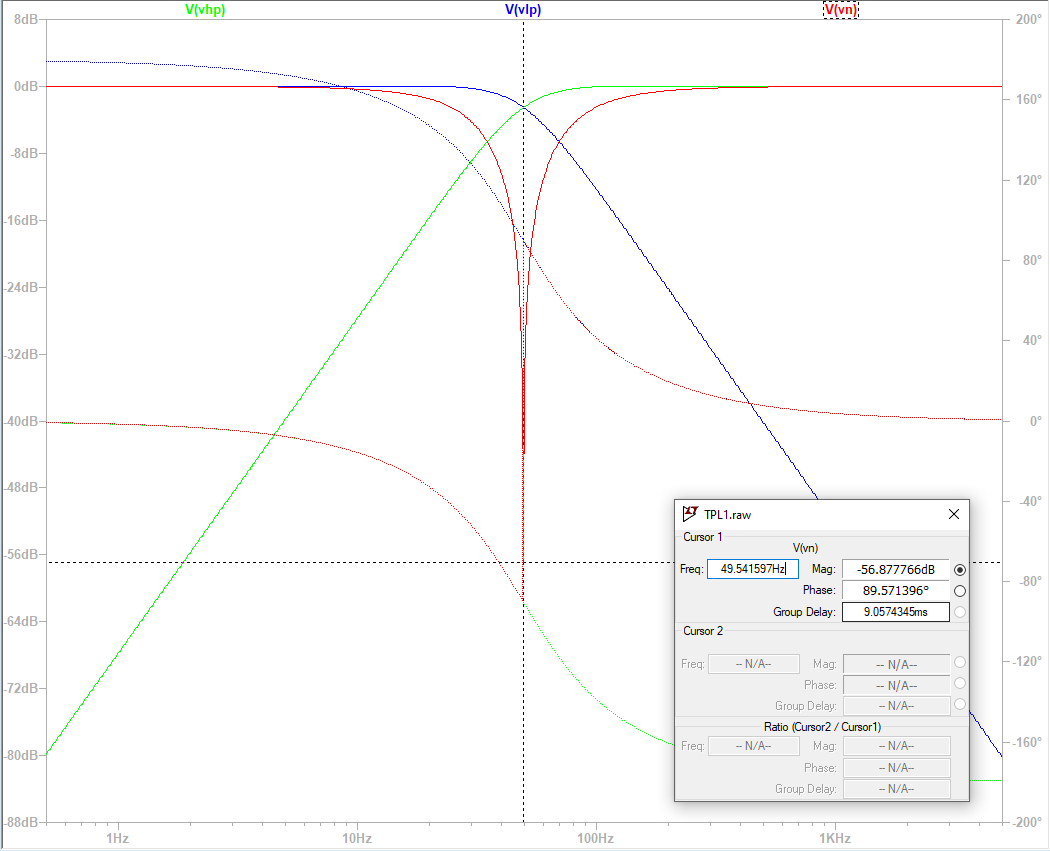 V(vhp) V(vlp) V(vn)
8dB 200°
0dB 160°
-8dB 120°
-16dB 80°
-24dB 40°
-32dB 0°
-40dB -40°
-48dB -80°
-56dB -120°
-64dB -160°
-72dB -200°
-80dB
-88dB
1Hz 10Hz 100Hz 1KHz
TPL1.raw
Cursor 1
V(vn)
Freq: 49.541597Hz Mag: -56.877766dB
Phase: 89.571396°
Group Delay: 9.0574345ms
Cursor 2
Freq: -- N/A-- Mag: -- N/A--
Phase: -- N/A--
Group Delay: -- N/A--
Ratio (Cursor2 / Cursor1)
Freq: -- N/A-- Mag: -- N/A--
Phase: -- N/A--
Group Delay: -- N/A--